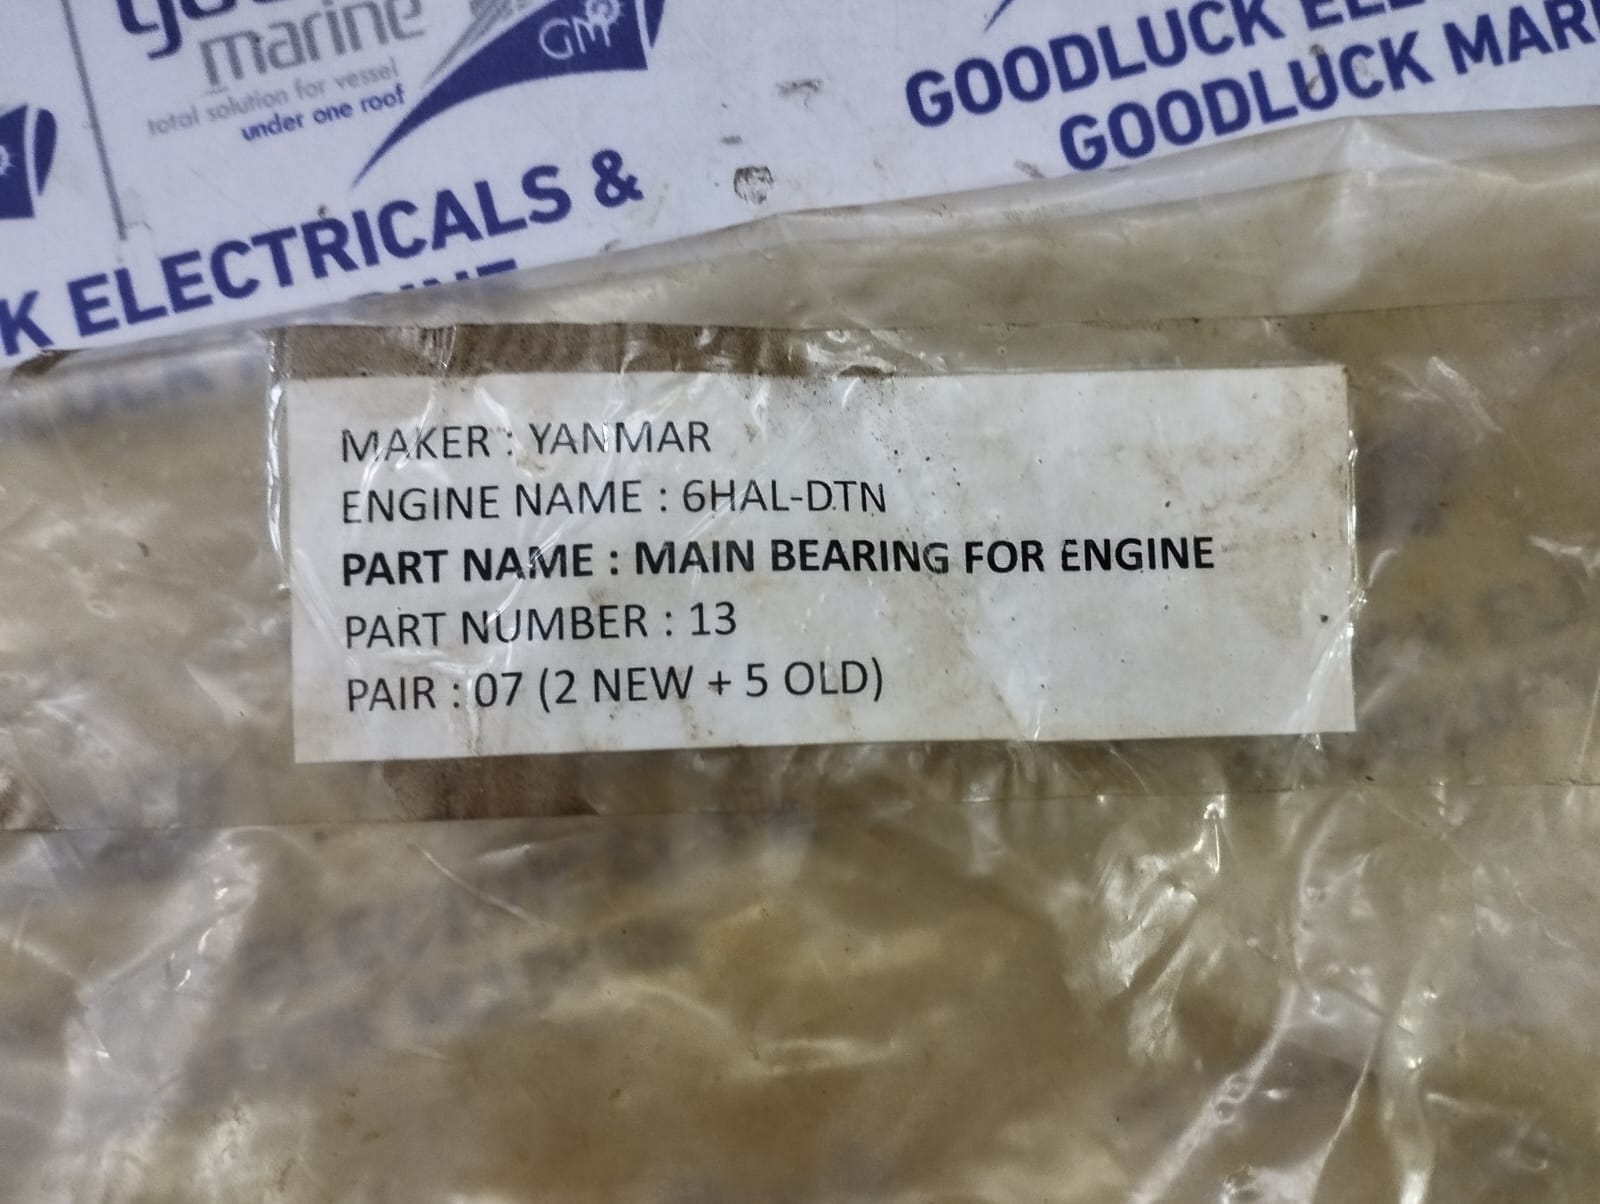 marine
total solution for vessel
under one roof
GM
K ELECTRICALS &
GOODLUCK
GOODLUCK
MAKER : YANMAR
ENGINE NAME : 6HAL-DTN
PART NAME : MAIN BEARING FOR ENGINE
PART NUMBER : 13
PAIR : 07 (2 NEW + 5 OLD)